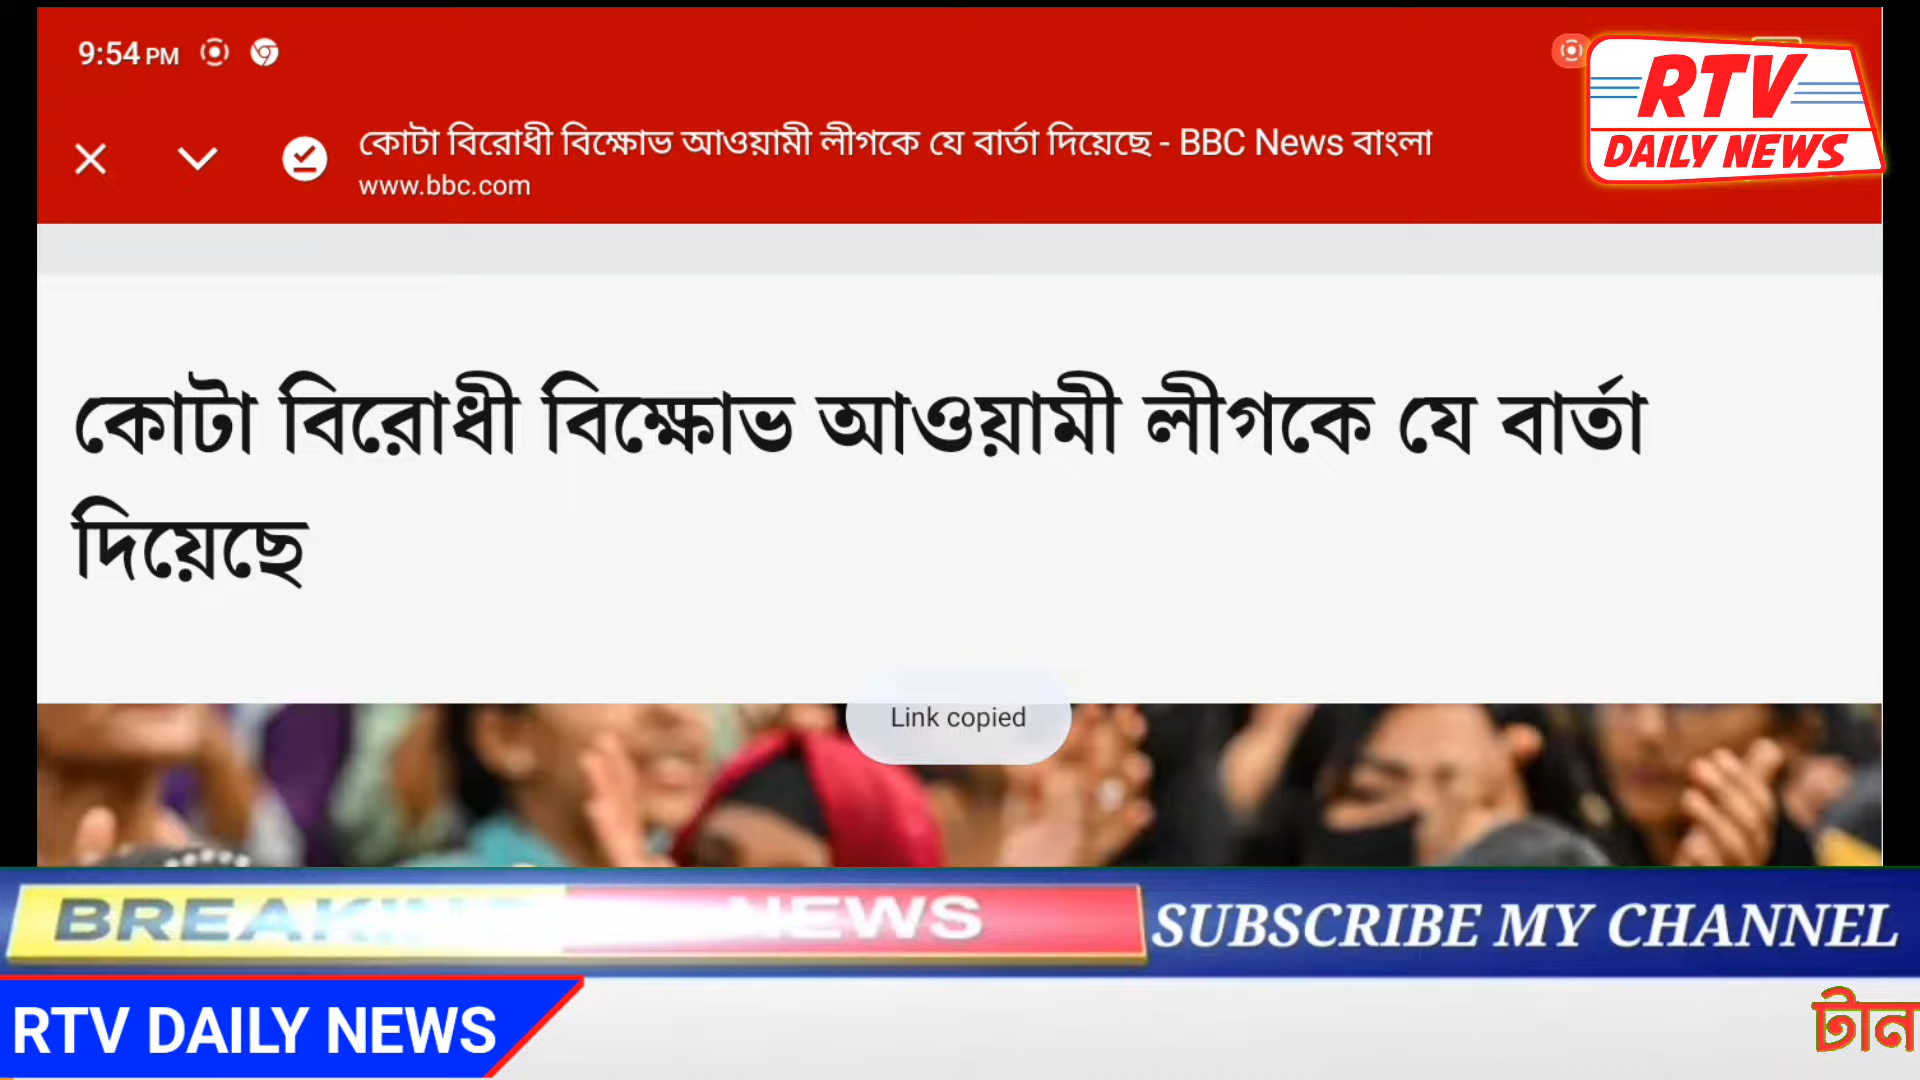 9:54 PM
কোটা বিরোধী বিক্ষোভ আওয়ামী লীগকে যে বার্তা দিয়েছে - BBC News বাংলা
www.bbc.com
RTV
DAILY NEWS
কোটা বিরোধী বিক্ষোভ আওয়ামী লীগকে যে বার্তা
দিয়েছে
Link copied
BREAKING NEWS
SUBSCRIBE MY CHANNEL
RTV DAILY NEWS
টান